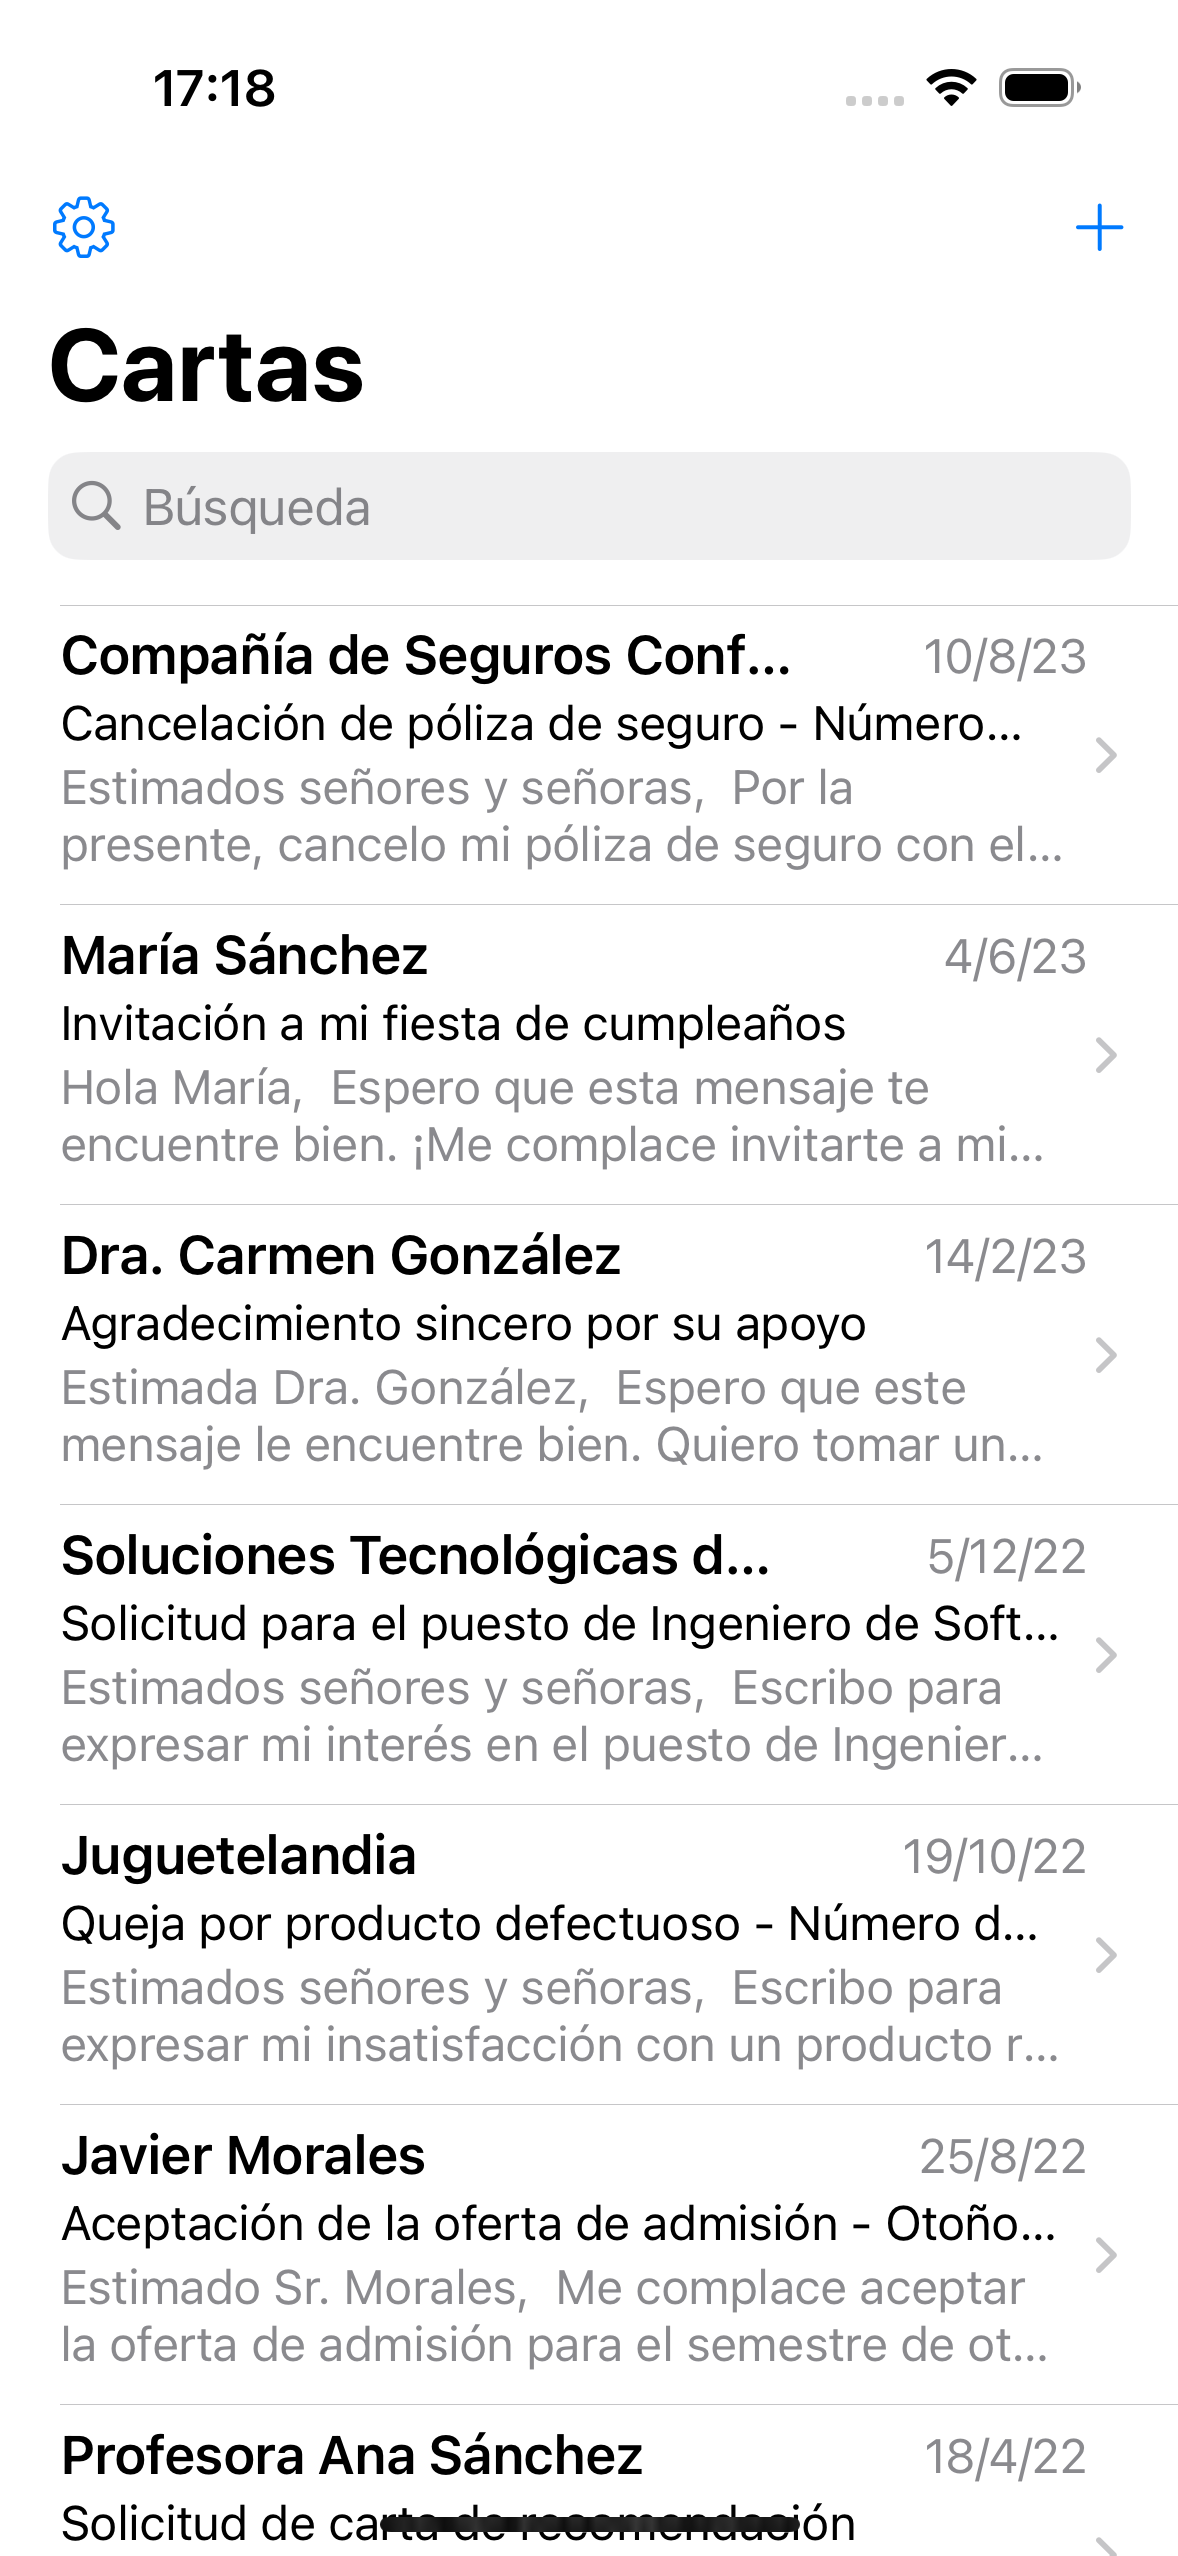 17:18
Cartas
Búsqueda
Compañía de Seguros Conf... 10/8/23
Cancelación de póliza de seguro - Número...
Estimados señores y señoras,  Por la
presente, cancelo mi póliza de seguro con el...
María Sánchez 4/6/23
Invitación a mi fiesta de cumpleaños
Hola María,  Espero que esta mensaje te
encuentre bien. ¡Me complace invitarte a mi...
Dra. Carmen González 14/2/23
Agradecimiento sincero por su apoyo
Estimada Dra. González,  Espero que este
mensaje le encuentre bien. Quiero tomar un...
Soluciones Tecnológicas d... 5/12/22
Solicitud para el puesto de Ingeniero de Soft...
Estimados señores y señoras,  Escribo para
expresar mi interés en el puesto de Ingenier...
Juguetelandia 19/10/22
Queja por producto defectuoso - Número d...
Estimados señores y señoras,  Escribo para
expresar mi insatisfacción con un producto r...
Javier Morales 25/8/22
Aceptación de la oferta de admisión - Otoño...
Estimado Sr. Morales,  Me complace aceptar
la oferta de admisión para el semestre de ot...
Profesora Ana Sánchez 18/4/22
Solicitud de carta de recomendación